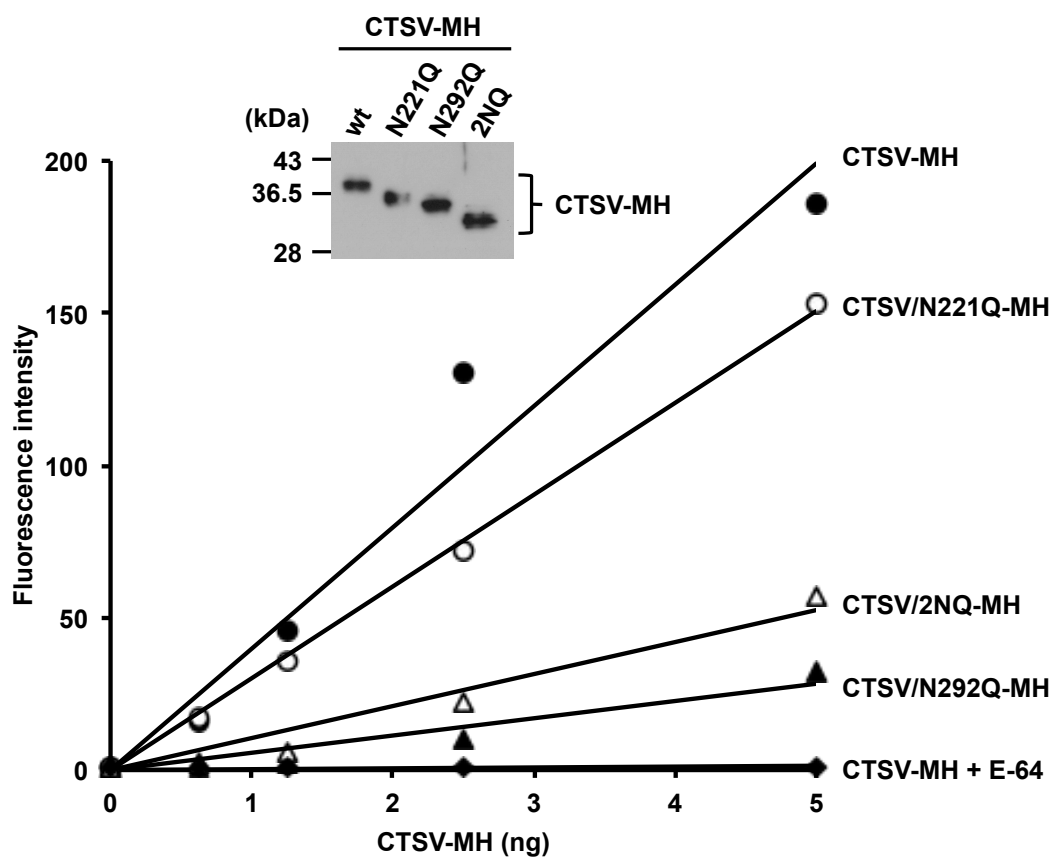 CTSV-MH
wt
N221Q
N292Q
2NQ
(kDa)
43
36.5
28
CTSV-MH
200
150
100
50
0
Fluorescence intensity
CTSV-MH
CTSV/N221Q-MH
CTSV/2NQ-MH
CTSV/N292Q-MH
CTSV-MH + E-64
0 1 2 3 4 5
CTSV-MH (ng)